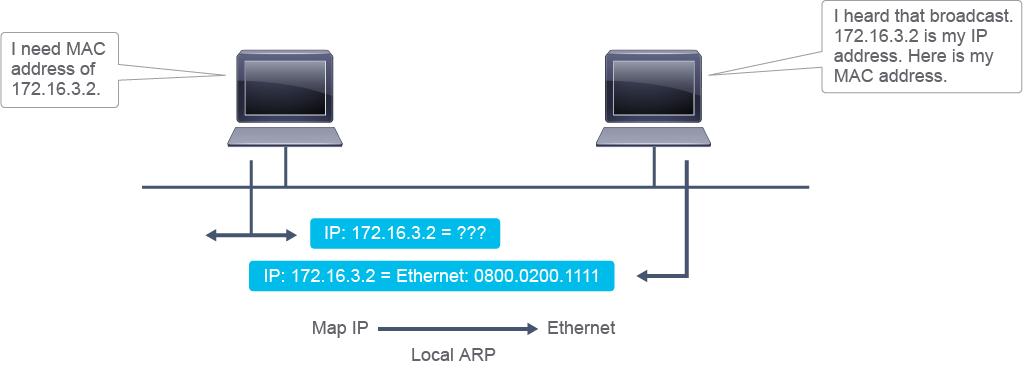 I need MAC
address of
172.16.3.2.
I heard that broadcast.
172.16.3.2 is my IP
address. Here is my
MAC address.
IP: 172.16.3.2 = ???
IP: 172.16.3.2 = Ethernet: 0800.0200.1111
Map IP Ethernet
Local ARP